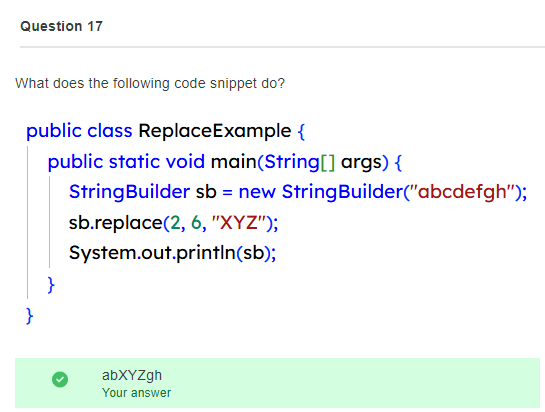 Question 17
What does the following code snippet do?
public class ReplaceExample {
public static void main(String[] args) {
StringBuilder sb = new StringBuilder("abcdefgh");
sb.replace(2, 6, "XYZ");
System.out.println(sb);
}
}
abXYZgh
Your answer